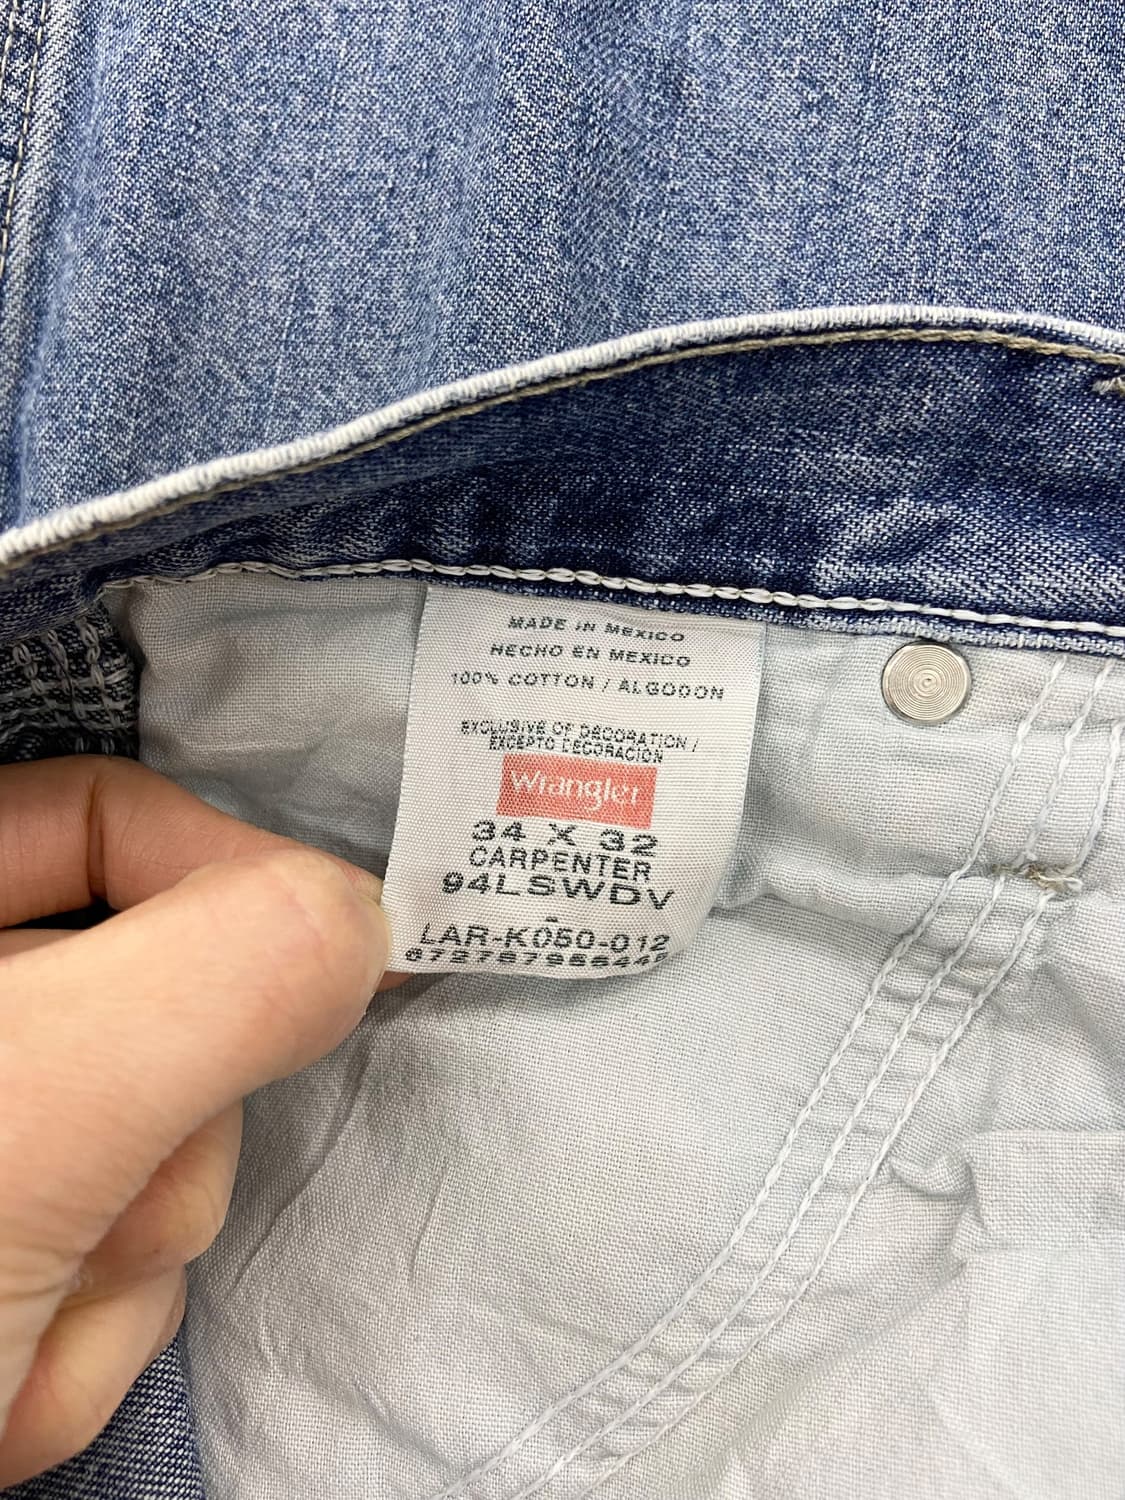 MADE IN MEXICO
HECHO EN MEXICO
100% COTTON / ALGODON
EXCLUSIVE OF DECORATION /
EXCEPTO DECORACION
Wrangler
34 X 32
CARPENTER
94LSWDV
-
LAR-K050-012